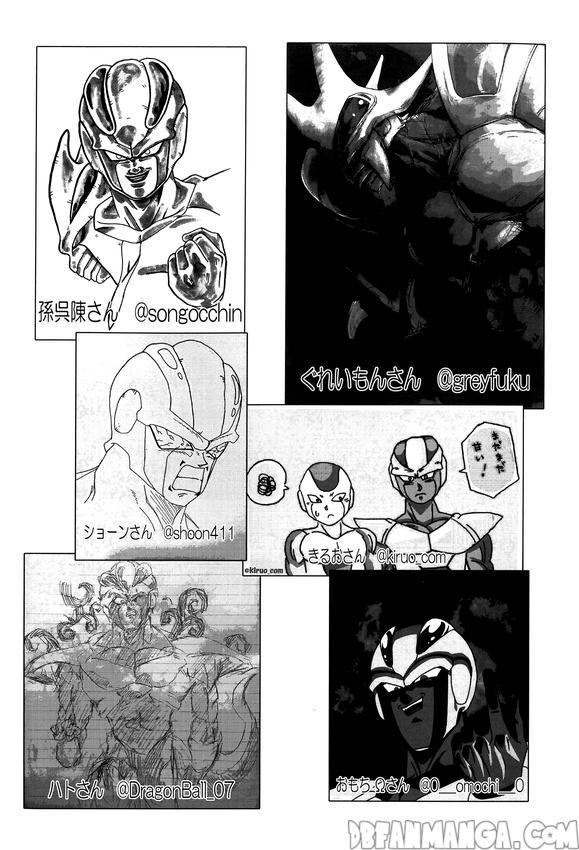 孫呉陳さん @songocchin
ぐれいもんさん @greyfuku
ショーンさん @shoon411
まだまだ
甘い!
きるおさん @kiruo_com
©kiruo_com
ハトさん @DragonBall_07
おもちΩさん @O__omochi__O
DBFANMANGA.COM